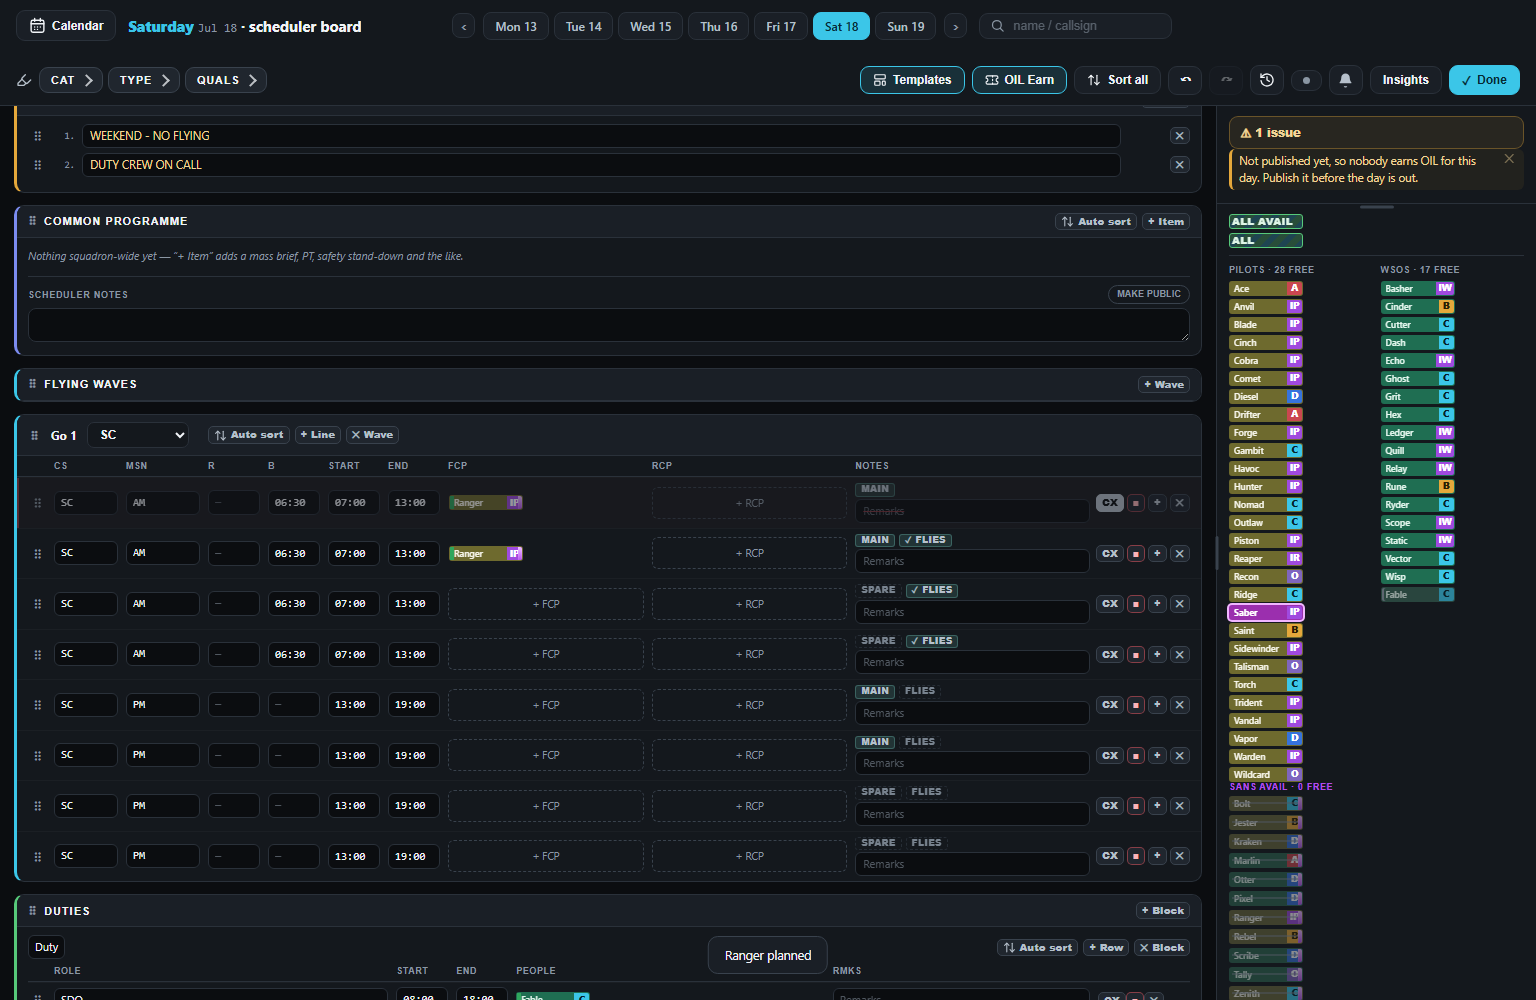 Calendar
Saturday Jul 18 · scheduler board
‹ Mon 13 Tue 14 Wed 15 Thu 16 Fri 17 Sat 18 Sun 19 ›
name / callsign
CAT TYPE QUALS
Templates OIL Earn Sort all Insights ✓ Done
1. WEEKEND - NO FLYING ✕
2. DUTY CREW ON CALL ✕
COMMON PROGRAMME Auto sort + Item
Nothing squadron-wide yet — "+ Item" adds a mass brief, PT, safety stand-down and the like.
SCHEDULER NOTES MAKE PUBLIC
FLYING WAVES + Wave
Go 1 SC Auto sort + Line ✕ Wave
CS MSN R B START END FCP RCP NOTES
SC AM – 06:30 07:00 13:00 Ranger IP + RCP MAIN Remarks CX + ✕
SC AM – 06:30 07:00 13:00 Ranger IP + RCP MAIN ✓ FLIES Remarks CX + ✕
SC AM – 06:30 07:00 13:00 + FCP + RCP SPARE ✓ FLIES Remarks CX + ✕
SC AM – 06:30 07:00 13:00 + FCP + RCP SPARE ✓ FLIES Remarks CX + ✕
SC PM – – 13:00 19:00 + FCP + RCP MAIN FLIES Remarks CX + ✕
SC PM – – 13:00 19:00 + FCP + RCP MAIN FLIES Remarks CX + ✕
SC PM – – 13:00 19:00 + FCP + RCP SPARE FLIES Remarks CX + ✕
SC PM – – 13:00 19:00 + FCP + RCP SPARE FLIES Remarks CX + ✕
DUTIES + Block
Duty Auto sort + Row ✕ Block
ROLE START END PEOPLE RMKS
SDO 08:00 18:00 Fable C Remarks CX + ✕
Ranger planned
⚠ 1 issue
Not published yet, so nobody earns OIL for this
day. Publish it before the day is out.
ALL AVAIL
ALL
PILOTS · 28 FREE
Ace A
Anvil IP
Blade IP
Cinch IP
Cobra IP
Comet IP
Diesel D
Drifter A
Forge IP
Gambit C
Havoc IP
Hunter IP
Nomad C
Outlaw C
Piston IP
Reaper IR
Recon O
Ridge C
Saber IP
Saint B
Sidewinder IP
Talisman O
Torch C
Trident IP
Vandal IP
Vapor D
Warden IP
Wildcard O
SANS AVAIL · 0 FREE
Bolt C
Jester B
Kraken D
Marlin A
Otter D
Pixel D
Ranger IP
Rebel B
Scribe D
Tally O
Zenith C
WSOS · 17 FREE
Basher IW
Cinder B
Cutter C
Dash C
Echo IW
Ghost C
Grit C
Hex C
Ledger IW
Quill IW
Relay IW
Rune B
Ryder C
Scope IW
Static IW
Vector C
Wisp C
Fable C